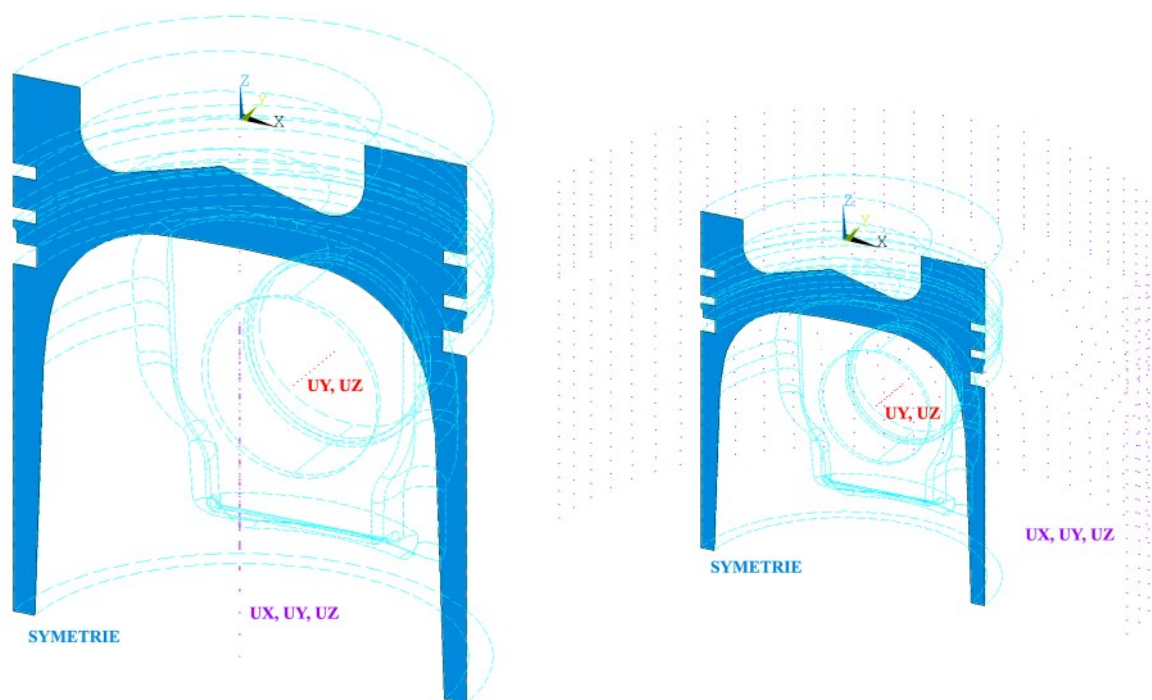 Z
Y
X
UY, UZ
UX, UY, UZ
SYMETRIE
Z
Y
X
UY, UZ
UX, UY, UZ
SYMETRIE